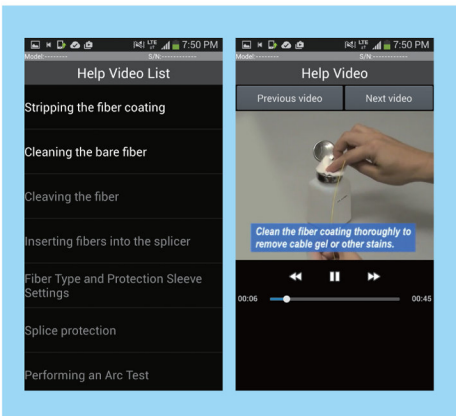 LTE 7:50 PM
Model:-------- S/N:------------
Help Video List
Stripping the fiber coating
Cleaning the bare fiber
Cleaving the fiber
Inserting fibers into the splicer
Fiber Type and Protection Sleeve
Settings
Splice protection
Performing an Arc Test
LTE 7:50 PM
Model:-------- S/N:------------
Help Video
Previous video Next video
Clean the fiber coating thoroughly to
remove cable gel or other stains.
00:06 00:45